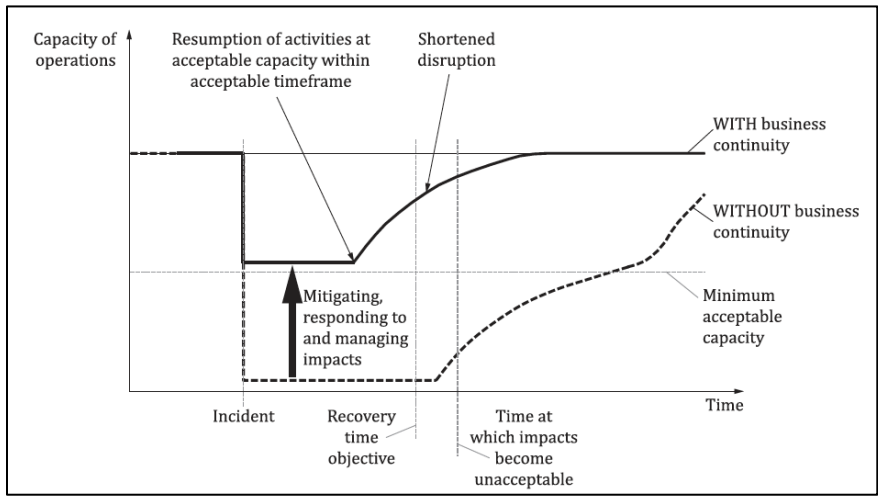 Capacity of
operations
Resumption of activities at
acceptable capacity within
acceptable timeframe
Shortened
disruption
WITH business
continuity
WITHOUT business
continuity
Minimum
acceptable
capacity
Mitigating,
responding to
and managing
impacts
Time
Incident
Recovery
time
objective
Time at
which impacts
become
unacceptable